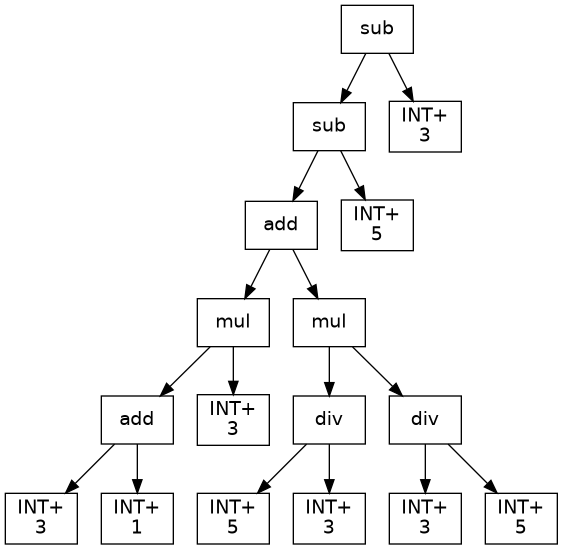 sub
sub
INT+
3
add
INT+
5
mul
mul
add
INT+
3
div
div
INT+
3
INT+
1
INT+
5
INT+
3
INT+
3
INT+
5